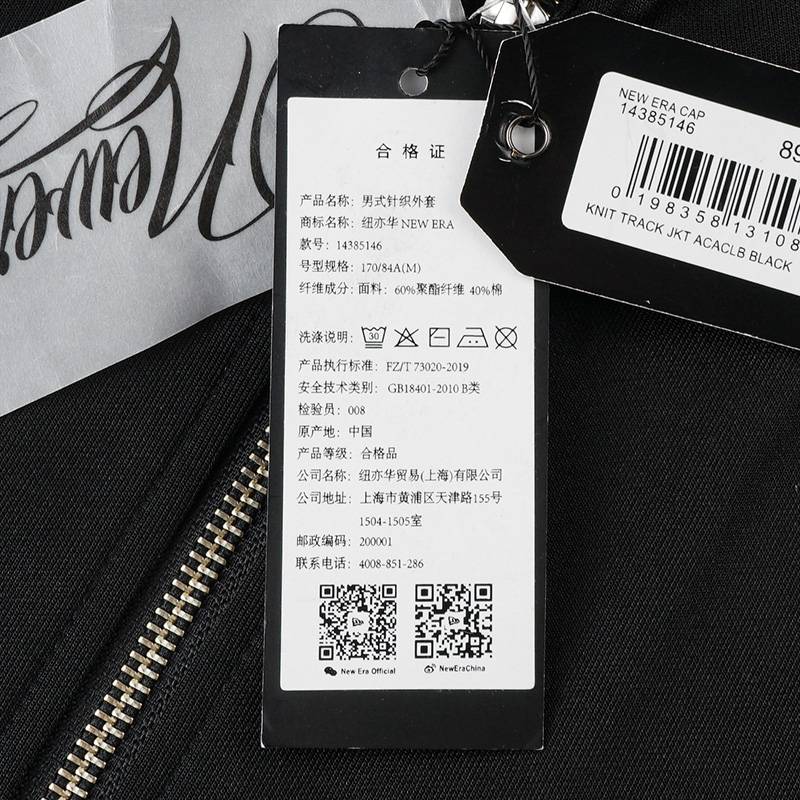 Newer
合格证
产品名称：男式针织外套
商标名称：纽亦华 NEW ERA
款号：14385146
号型规格：170/84A(M)
纤维成分：面料：60%聚酯纤维 40%棉
洗涤说明：
30
产品执行标准：FZ/T 73020-2019
安全技术类别：GB18401-2010 B类
检验员：008
原产地：中国
产品等级：合格品
公司名称：纽亦华贸易(上海)有限公司
公司地址：上海市黄浦区天津路155号
1504-1505室
邮政编码：200001
联系电话：4008-851-286
New Era Official
NewEraChina
NEW ERA CAP
14385146
89
0 198358 13108
KNIT TRACK JKT ACACLB BLACK